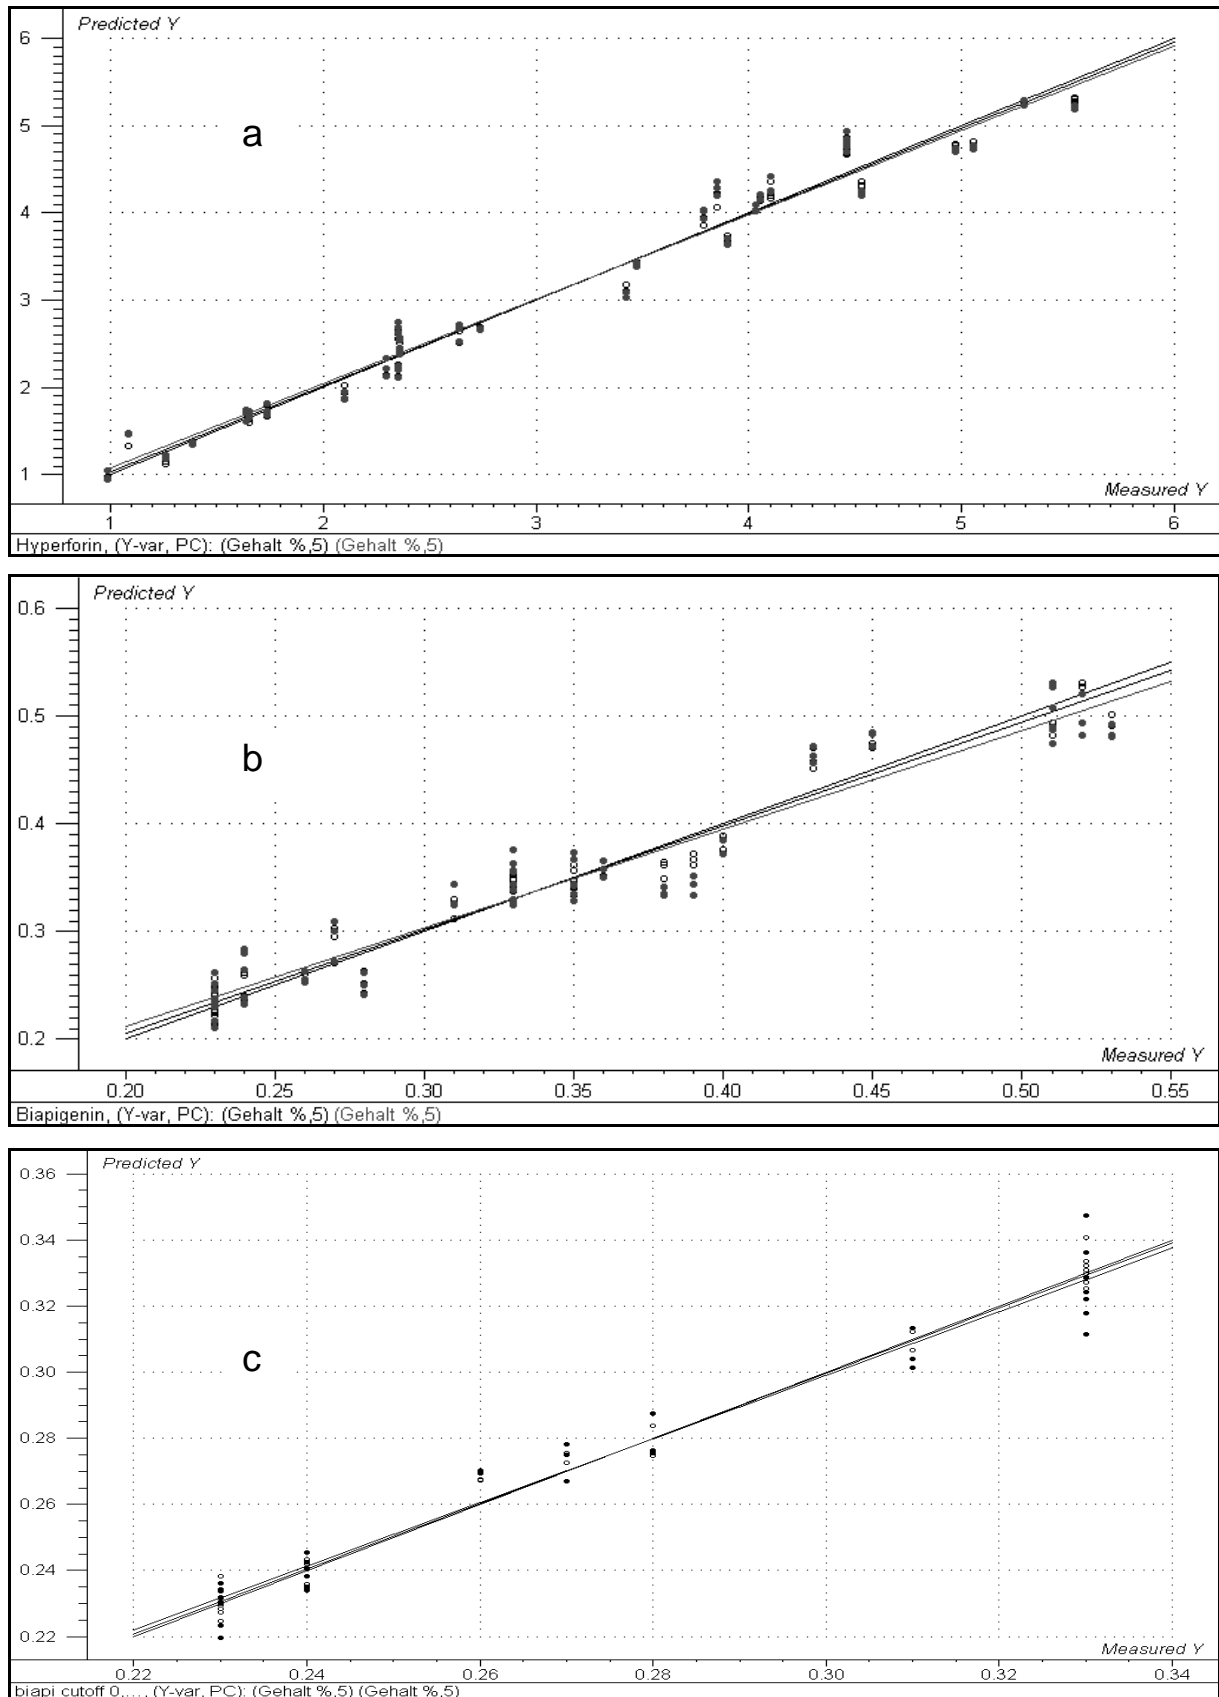 Predicted Y
6
5
4
3
2
1
a
Measured Y
1 2 3 4 5 6
Hyperforin, (Y-var, PC): (Gehalt %,5) (Gehalt %,5)
Predicted Y
0.6
0.5
0.4
0.3
0.2
b
Measured Y
0.20 0.25 0.30 0.35 0.40 0.45 0.50 0.55
Biapigenin, (Y-var, PC): (Gehalt %,5) (Gehalt %,5)
Predicted Y
0.36
0.34
0.32
0.30
0.28
0.26
0.24
0.22
c
Measured Y
0.22 0.24 0.26 0.28 0.30 0.32 0.34
biapi cutoff 0....., (Y-var, PC): (Gehalt %,5) (Gehalt %,5)